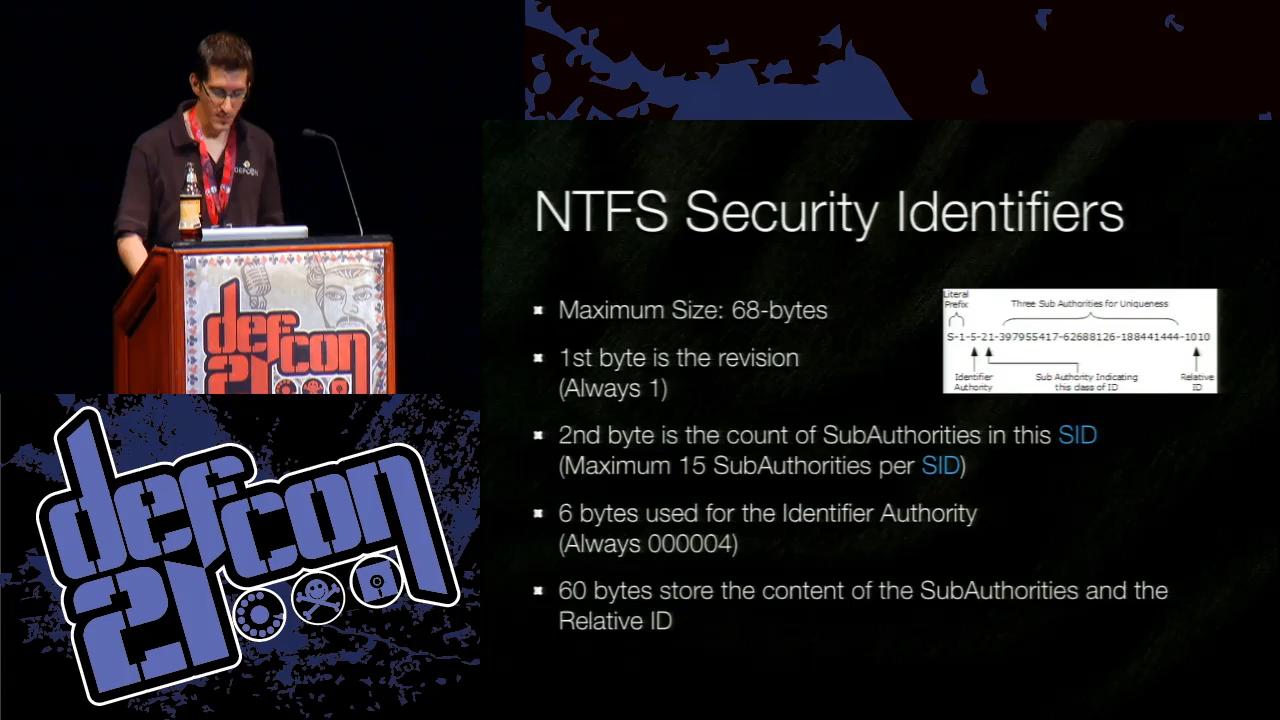 DEFCON
defcon
21
defcon
21
NTFS Security Identifiers
Maximum Size: 68-bytes
1st byte is the revision
(Always 1)
2nd byte is the count of SubAuthorities in this SID
(Maximum 15 SubAuthorities per SID)
6 bytes used for the Identifier Authority
(Always 000004)
60 bytes store the content of the SubAuthorities and the
Relative ID
Literal
Prefix
Three Sub Authorities for Uniqueness
S-1-5-21-397955417-62688126-188441444-1010
Identifier
Authority
Sub Authority Indicating
this class of ID
Relative
ID